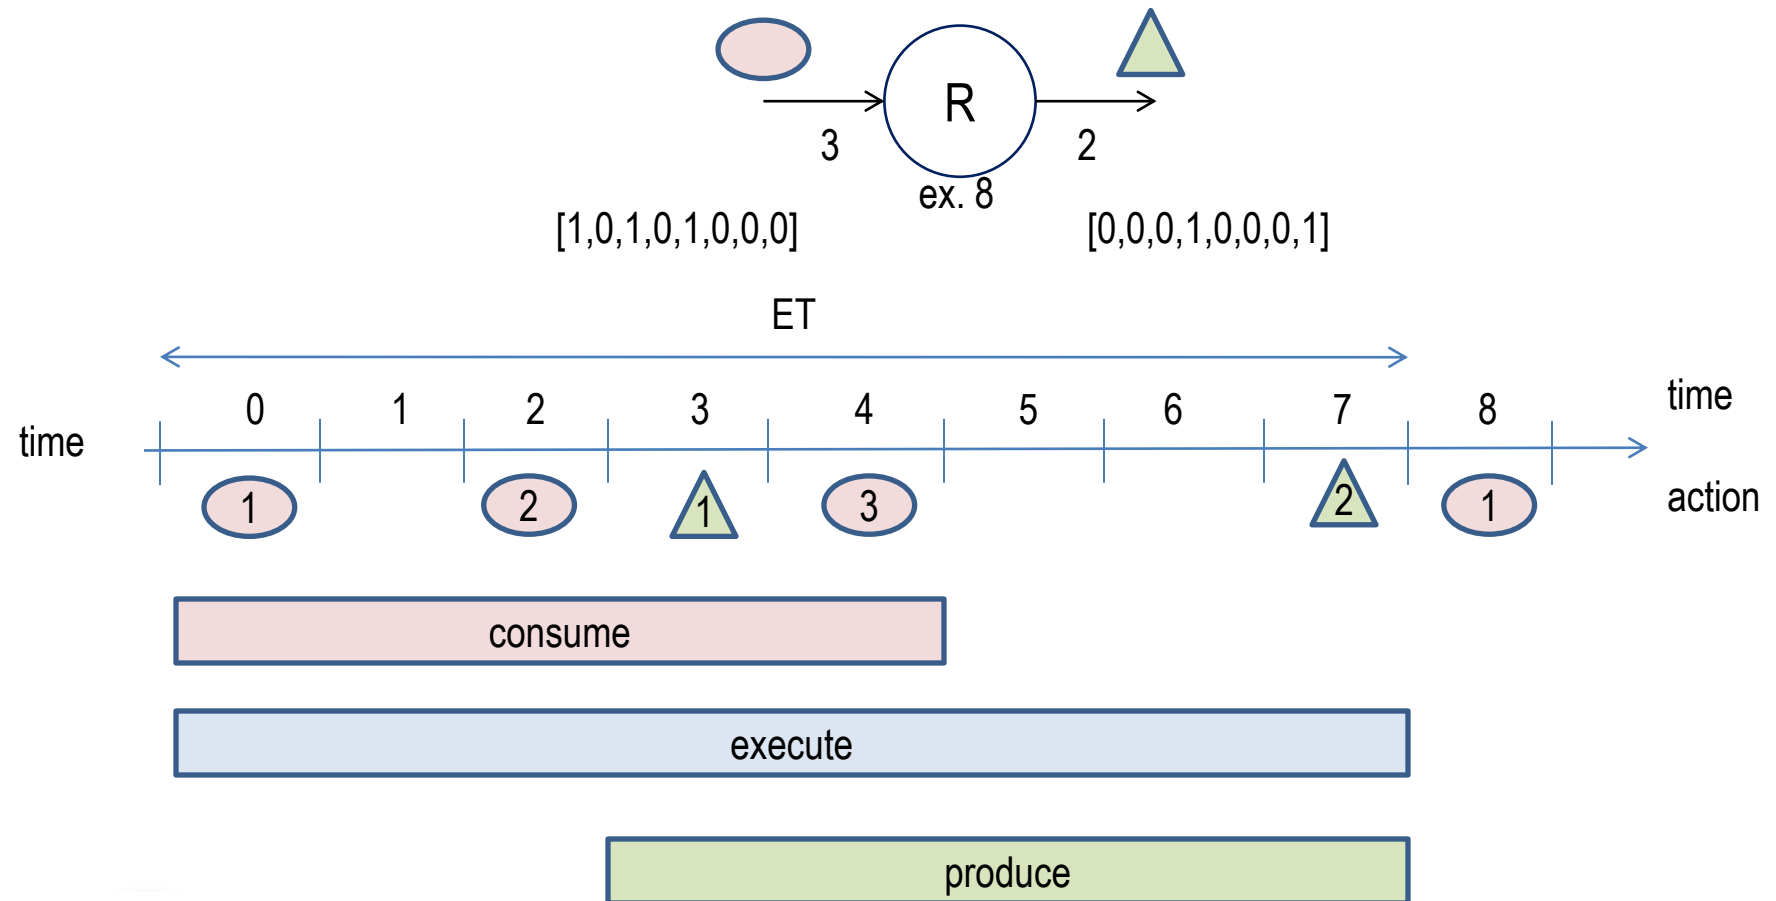 R
3
2
ex. 8
[1,0,1,0,1,0,0,0]
[0,0,0,1,0,0,0,1]
ET
0 1 2 3 4 5 6 7 8
time
time
1 2 1 3 2 1
action
consume
execute
produce